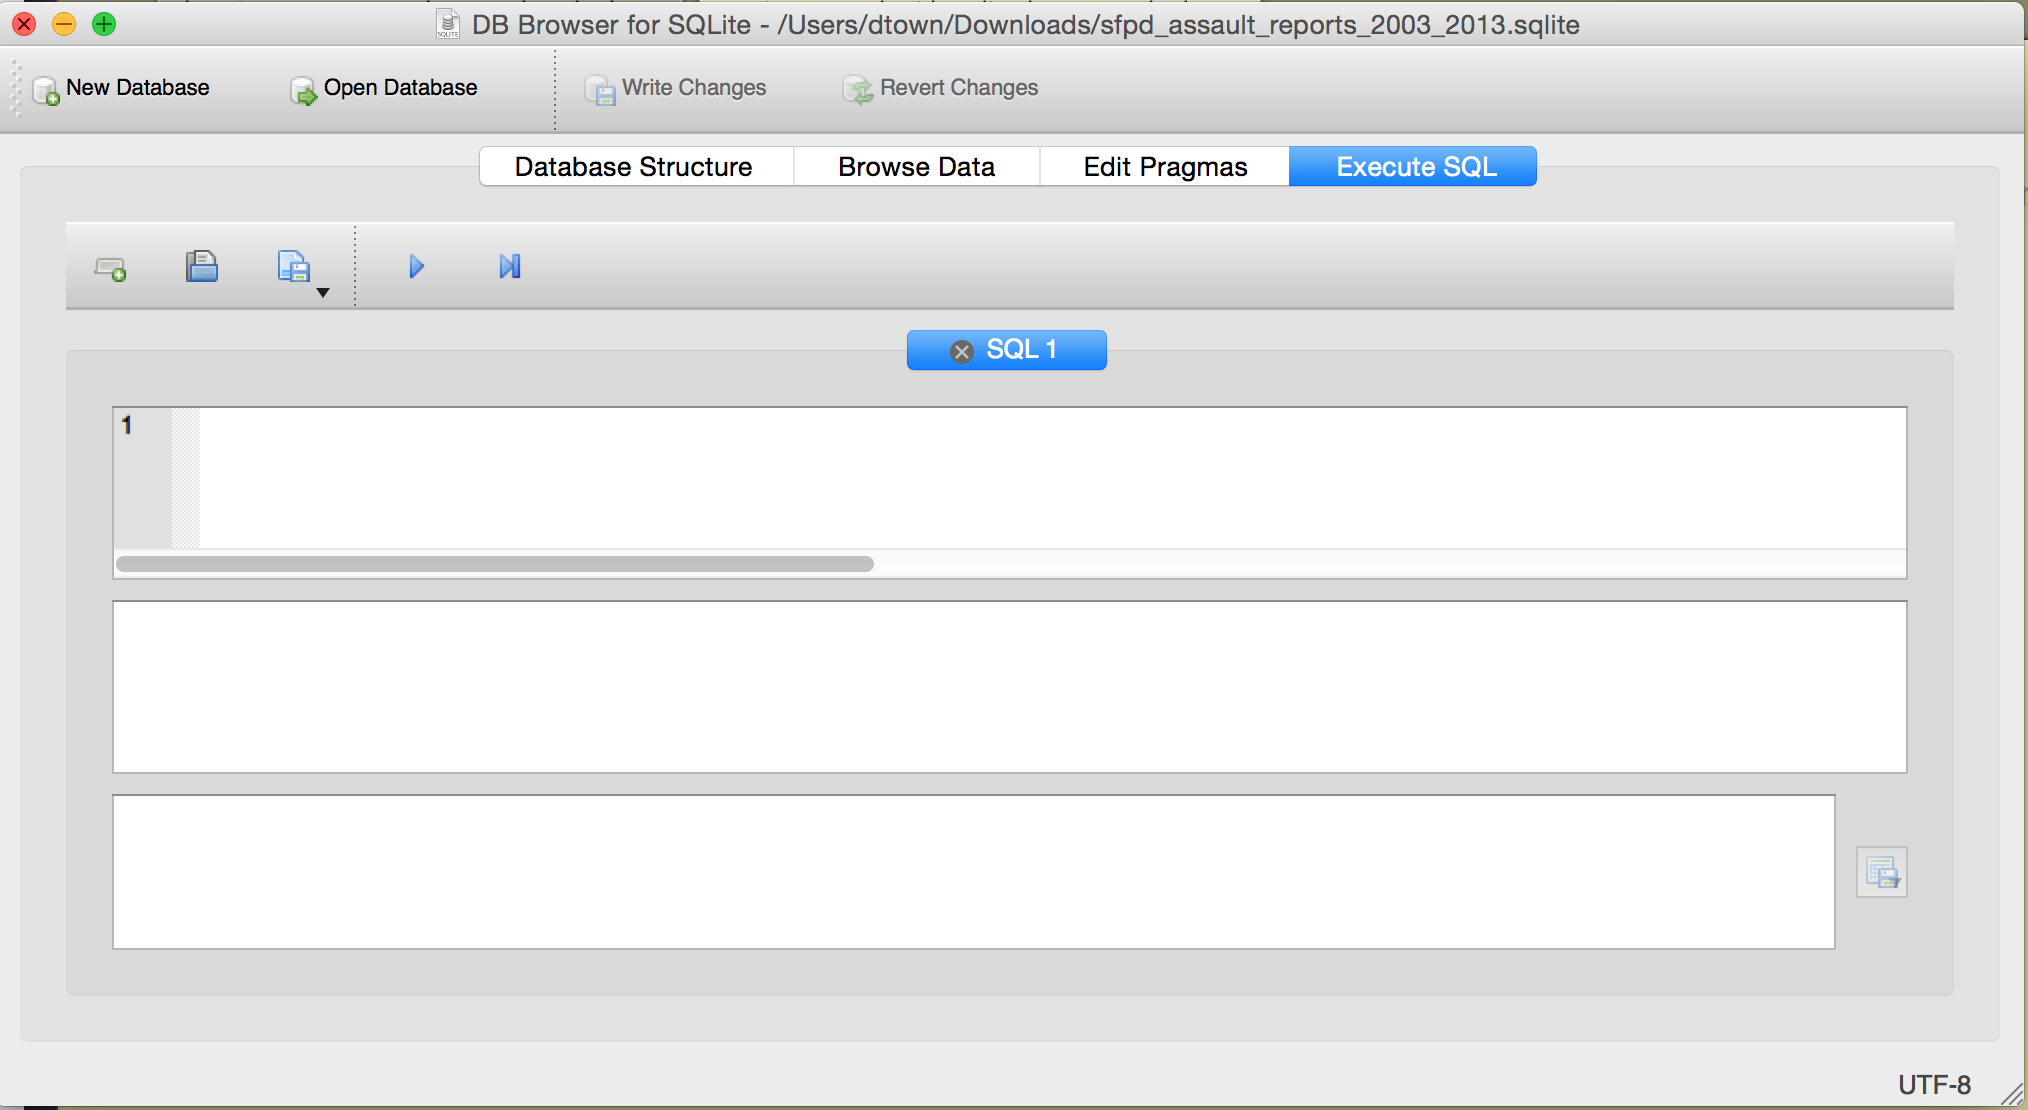 DB Browser for SQLite - /Users/dtown/Downloads/sfpd_assault_reports_2003_2013.sqlite
New Database Open Database Write Changes Revert Changes
Database Structure Browse Data Edit Pragmas Execute SQL
SQL 1
1
UTF-8